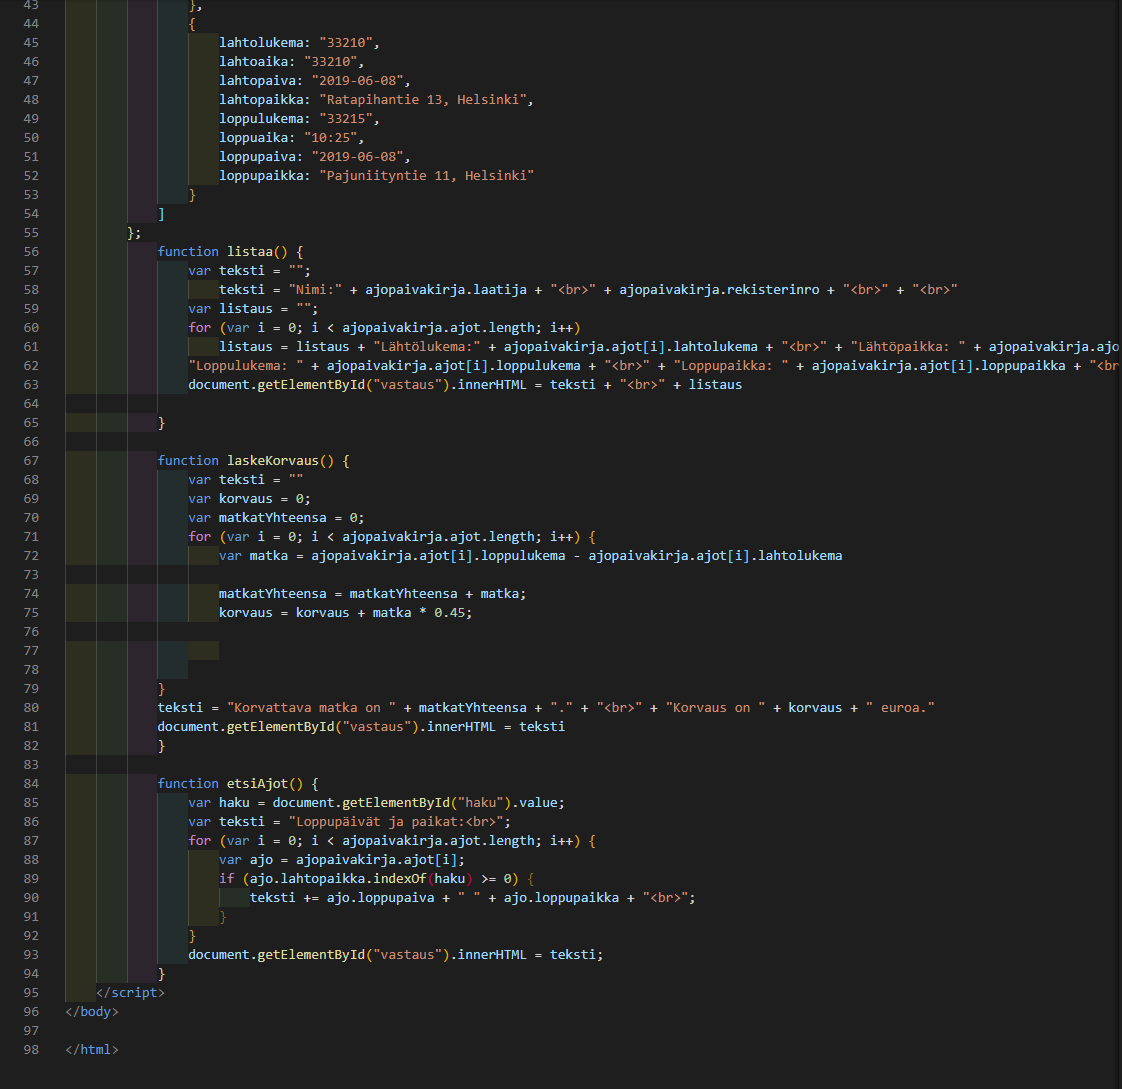 43 },
44 {
45 lahtolukema: "33210",
46 lahtoaika: "33210",
47 lahtopaiva: "2019-06-08",
48 lahtopaikka: "Ratapihantie 13, Helsinki",
49 loppulukema: "33215",
50 loppuaika: "10:25",
51 loppupaiva: "2019-06-08",
52 loppupaikka: "Pajuniityntie 11, Helsinki"
53 }
54 ]
55 };
56 function listaa() {
57 var teksti = "";
58 teksti = "Nimi:" + ajopaivakirja.laatija + "<br>" + ajopaivakirja.rekisterinro + "<br>" + "<br>"
59 var listaus = "";
60 for (var i = 0; i < ajopaivakirja.ajot.length; i++)
61 listaus = listaus + "Lähtölukema:" + ajopaivakirja.ajot[i].lahtolukema + "<br>" + "Lähtöpaikka: " + ajopaivakirja.ajo
62 "Loppulukema: " + ajopaivakirja.ajot[i].loppulukema + "<br>" + "Loppupaikka: " + ajopaivakirja.ajot[i].loppupaikka + "<br
63 document.getElementById("vastaus").innerHTML = teksti + "<br>" + listaus
64
65 }
66
67 function laskeKorvaus() {
68 var teksti = ""
69 var korvaus = 0;
70 var matkatYhteensa = 0;
71 for (var i = 0; i < ajopaivakirja.ajot.length; i++) {
72 var matka = ajopaivakirja.ajot[i].loppulukema - ajopaivakirja.ajot[i].lahtolukema
73
74 matkatYhteensa = matkatYhteensa + matka;
75 korvaus = korvaus + matka * 0.45;
76
77
78
79 }
80 teksti = "Korvattava matka on " + matkatYhteensa + "." + "<br>" + "Korvaus on " + korvaus + " euroa."
81 document.getElementById("vastaus").innerHTML = teksti
82 }
83
84 function etsiAjot() {
85 var haku = document.getElementById("haku").value;
86 var teksti = "Loppupäivät ja paikat:<br>";
87 for (var i = 0; i < ajopaivakirja.ajot.length; i++) {
88 var ajo = ajopaivakirja.ajot[i];
89 if (ajo.lahtopaikka.indexOf(haku) >= 0) {
90 teksti += ajo.loppupaiva + " " + ajo.loppupaikka + "<br>";
91 }
92 }
93 document.getElementById("vastaus").innerHTML = teksti;
94 }
95 </script>
96 </body>
97
98 </html>